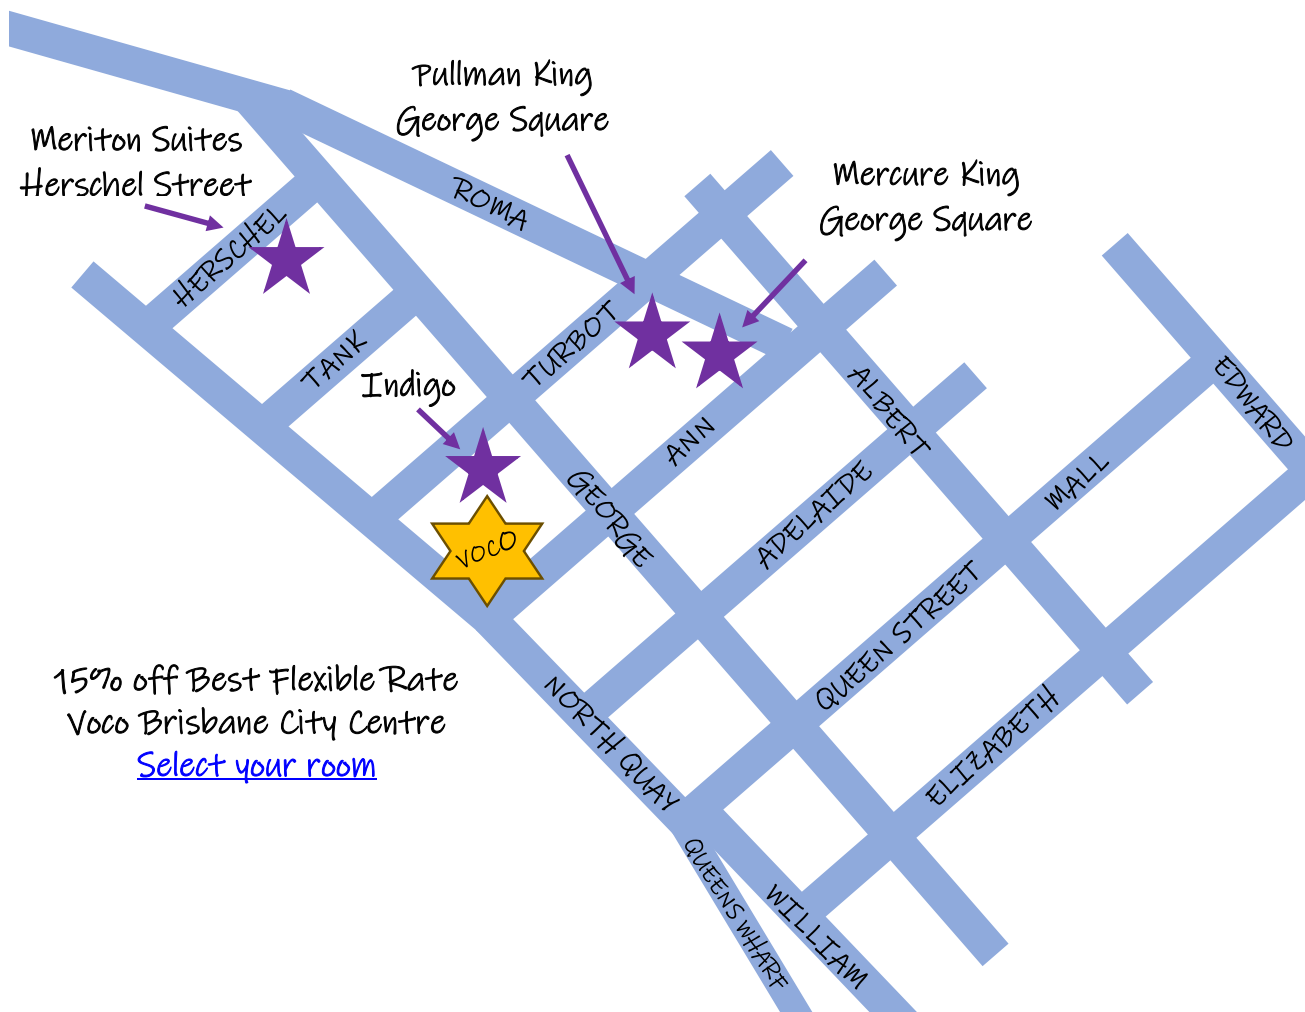 Pullman King
George Square
Meriton Suites
Herschel Street
Mercure King
George Square
ROMA
HERSCHEL
TURBOT
TANK
Indigo
ALBERT
EDWARD
ANN
GEORGE
ADELAIDE
MALL
VOCO
QUEEN STREET
15% off Best Flexible Rate
Voco Brisbane City Centre
Select your room
NORTH QUAY
ELIZABETH
QUEENS WHARF
WILLIAM